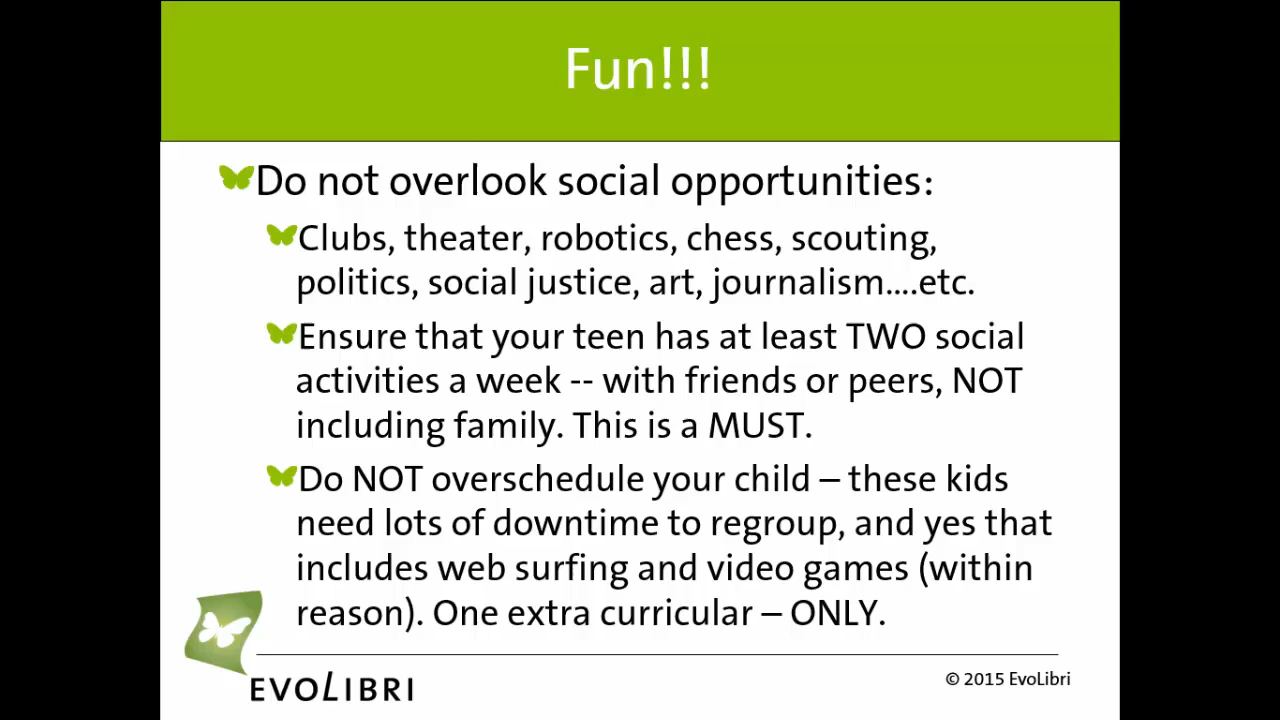 Fun!!!
Do not overlook social opportunities:
Clubs, theater, robotics, chess, scouting,
politics, social justice, art, journalism....etc.
Ensure that your teen has at least TWO social
activities a week -- with friends or peers, NOT
including family. This is a MUST.
Do NOT overschedule your child – these kids
need lots of downtime to regroup, and yes that
includes web surfing and video games (within
reason). One extra curricular – ONLY.
EVOLIBRI
© 2015 EvoLibri